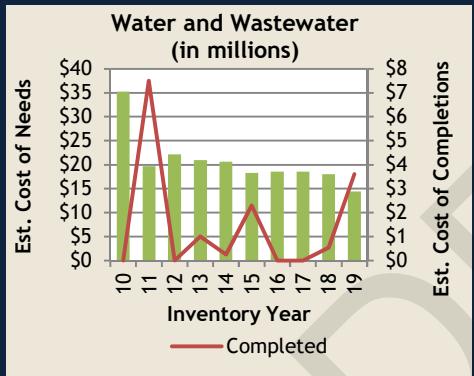 Water and Wastewater
(in millions)
Est. Cost of Needs
$40
$35
$30
$25
$20
$15
$10
$5
$0
$8
$7
$6
$5
$4
$3
$2
$1
$0
Est. Cost of Completions
10 11 12 13 14 15 16 17 18 19
Inventory Year
Completed